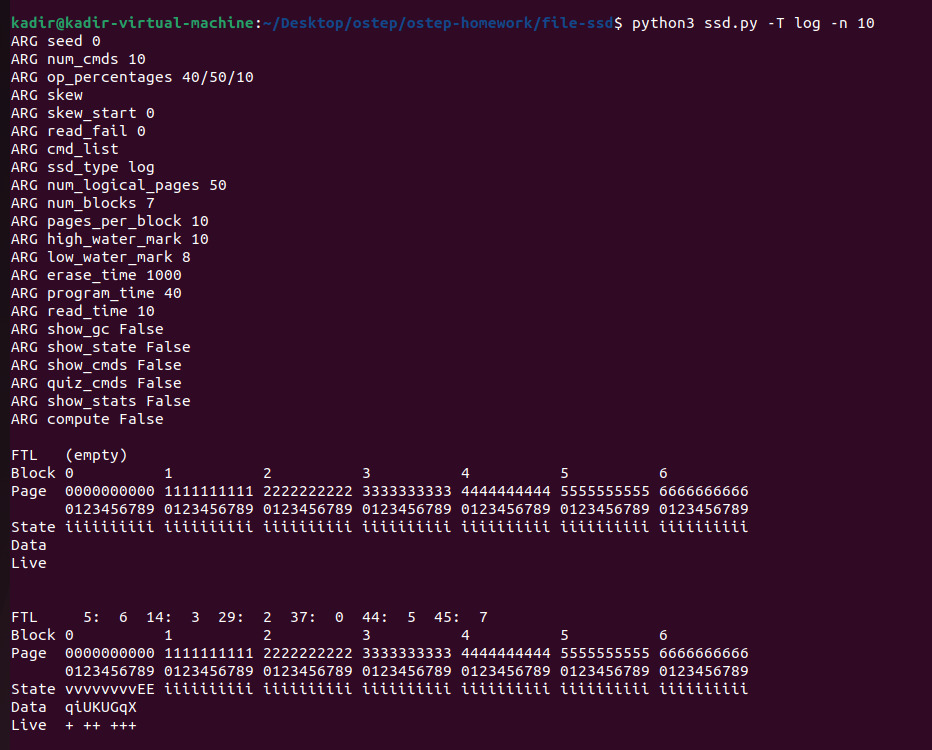 kadir@kadir-virtual-machine:~/Desktop/ostep/ostep-homework/file-ssd$ python3 ssd.py -T log -n 10
ARG seed 0
ARG num_cmds 10
ARG op_percentages 40/50/10
ARG skew
ARG skew_start 0
ARG read_fail 0
ARG cmd_list
ARG ssd_type log
ARG num_logical_pages 50
ARG num_blocks 7
ARG pages_per_block 10
ARG high_water_mark 10
ARG low_water_mark 8
ARG erase_time 1000
ARG program_time 40
ARG read_time 10
ARG show_gc False
ARG show_state False
ARG show_cmds False
ARG quiz_cmds False
ARG show_stats False
ARG compute False

FTL   (empty)
Block 0          1          2          3          4          5          6
Page  0000000000 1111111111 2222222222 3333333333 4444444444 5555555555 6666666666
      0123456789 0123456789 0123456789 0123456789 0123456789 0123456789 0123456789
State iiiiiiiiii iiiiiiiiii iiiiiiiiii iiiiiiiiii iiiiiiiiii iiiiiiiiii iiiiiiiiii
Data
Live

FTL     5:  6  14:  3  29:  2  37:  0  44:  5  45:  7
Block 0          1          2          3          4          5          6
Page  0000000000 1111111111 2222222222 3333333333 4444444444 5555555555 6666666666
      0123456789 0123456789 0123456789 0123456789 0123456789 0123456789 0123456789
State vvvvvvvvEE iiiiiiiiii iiiiiiiiii iiiiiiiiii iiiiiiiiii iiiiiiiiii iiiiiiiiii
Data  qiUKUGqX
Live  + ++ +++